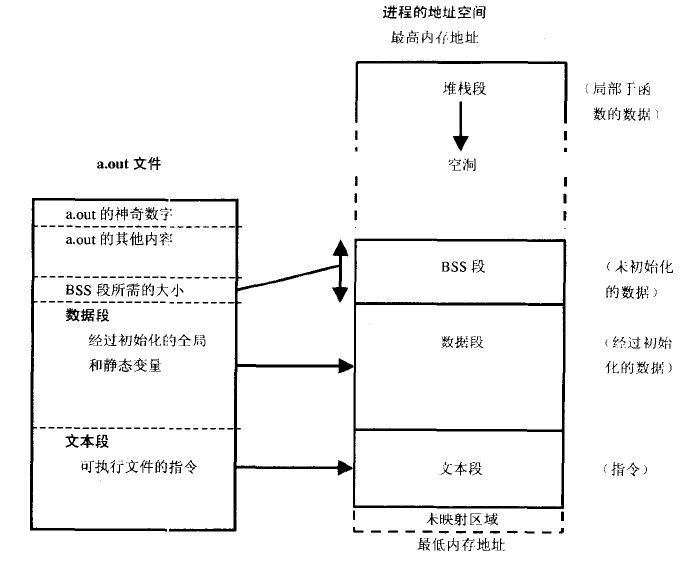 进程的地址空间
最高内存地址
堆栈段
（局部于函
数的数据）
空洞
a.out 文件
a.out 的神奇数字
a.out 的其他内容
BSS 段所需的大小
数据段
经过初始化的全局
和静态变量
文本段
可执行文件的指令
BSS 段
（未初始化
的数据）
数据段
（经过初始
化的数据）
文本段
（指令）
未映射区域
最低内存地址